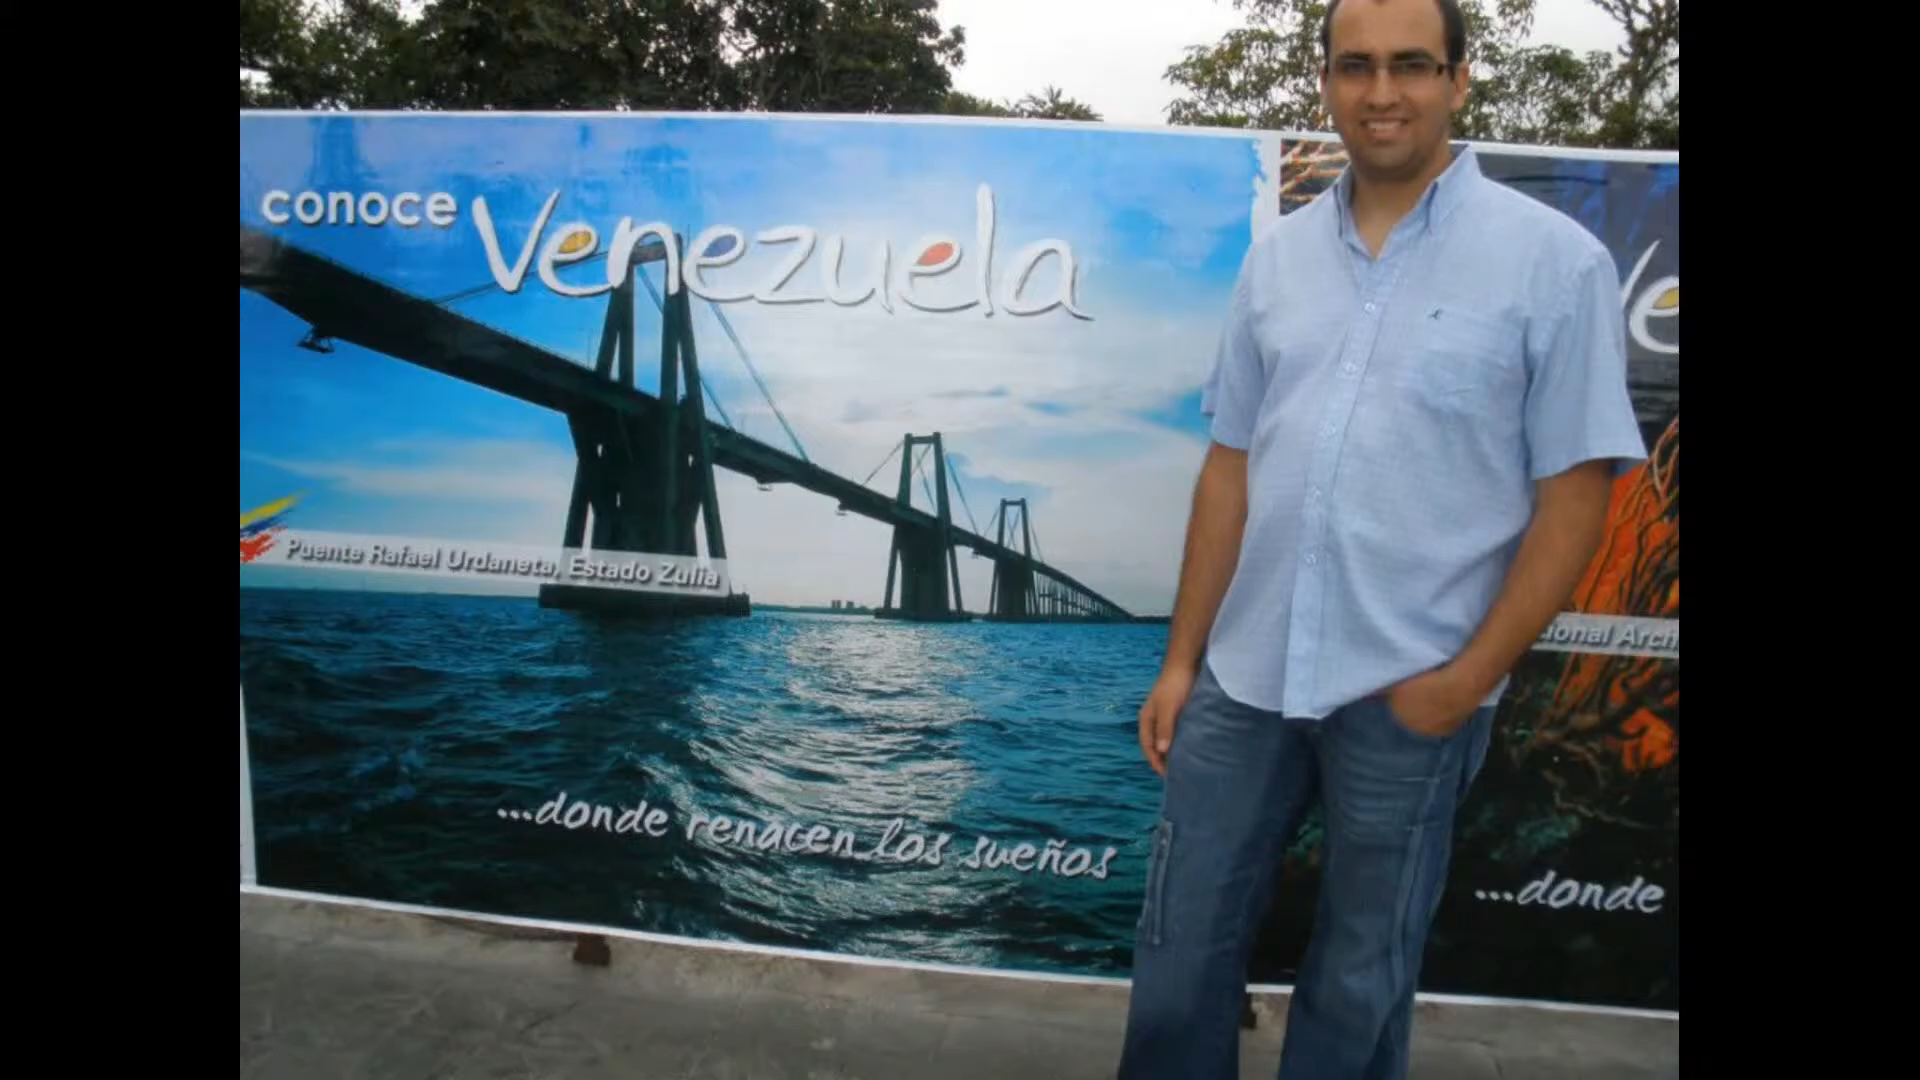 conoce Venezuela
Puente Rafael Urdaneta, Estado Zulia
...donde renacen los sueños
...donde